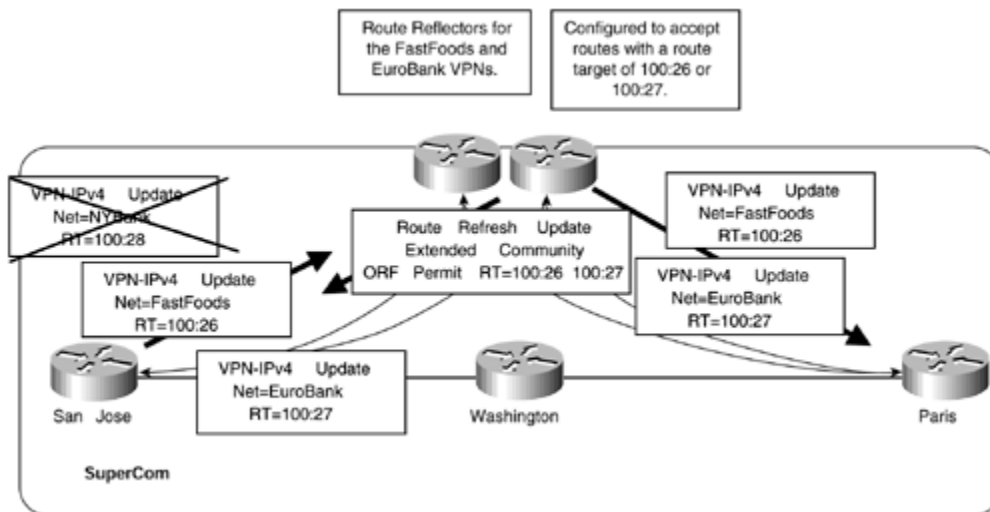 Route Reflectors for
the FastFoods and
EuroBank VPNs.
Configured to accept
routes with a route
target of 100:26 or
100:27.
VPN-IPv4 Update
Net=NYBank
RT=100:28
VPN-IPv4 Update
Net=FastFoods
RT=100:26
Route Refresh Update
Extended Community
ORF Permit RT=100:26 100:27
VPN-IPv4 Update
Net=FastFoods
RT=100:26
VPN-IPv4 Update
Net=EuroBank
RT=100:27
VPN-IPv4 Update
Net=EuroBank
RT=100:27
San Jose
Washington
Paris
SuperCom